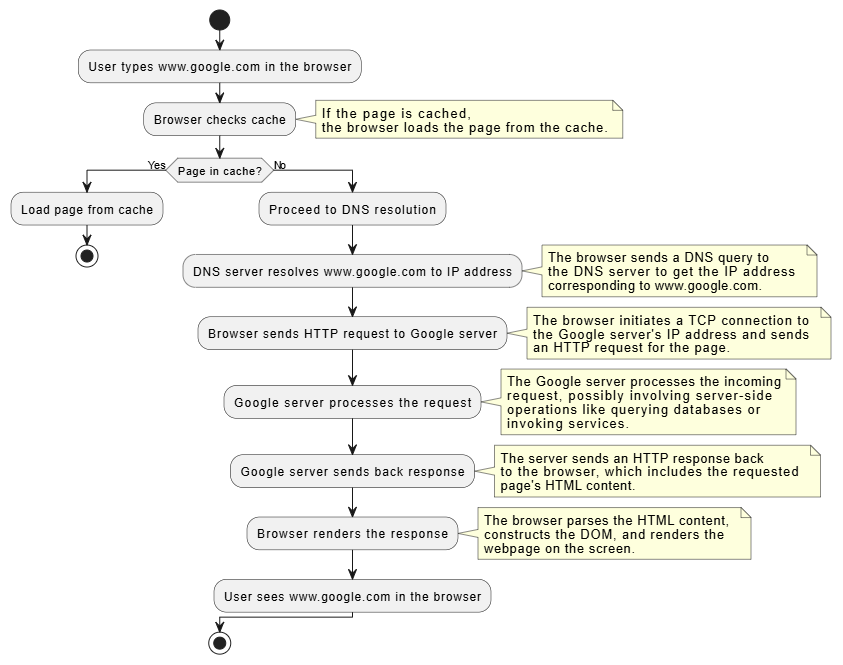 User types www.google.com in the browser
Browser checks cache
If the page is cached,
the browser loads the page from the cache.
Yes
Page in cache?
No
Load page from cache
Proceed to DNS resolution
DNS server resolves www.google.com to IP address
The browser sends a DNS query to
the DNS server to get the IP address
corresponding to www.google.com.
Browser sends HTTP request to Google server
The browser initiates a TCP connection to
the Google server's IP address and sends
an HTTP request for the page.
Google server processes the request
The Google server processes the incoming
request, possibly involving server-side
operations like querying databases or
invoking services.
Google server sends back response
The server sends an HTTP response back
to the browser, which includes the requested
page's HTML content.
Browser renders the response
The browser parses the HTML content,
constructs the DOM, and renders the
webpage on the screen.
User sees www.google.com in the browser